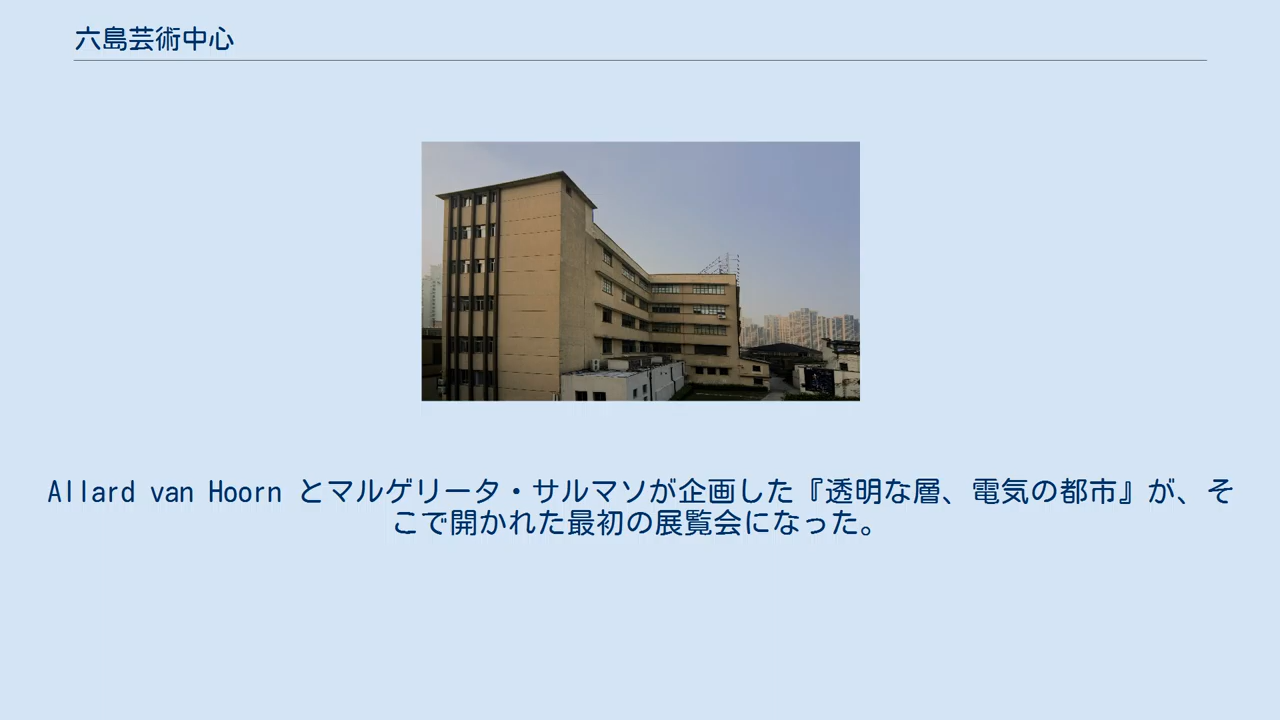 六島芸術中心
Allard van Hoorn とマルゲリータ・サルマソが企画した『透明な層、電気の都市』が、そ
こで開かれた最初の展覧会になった。